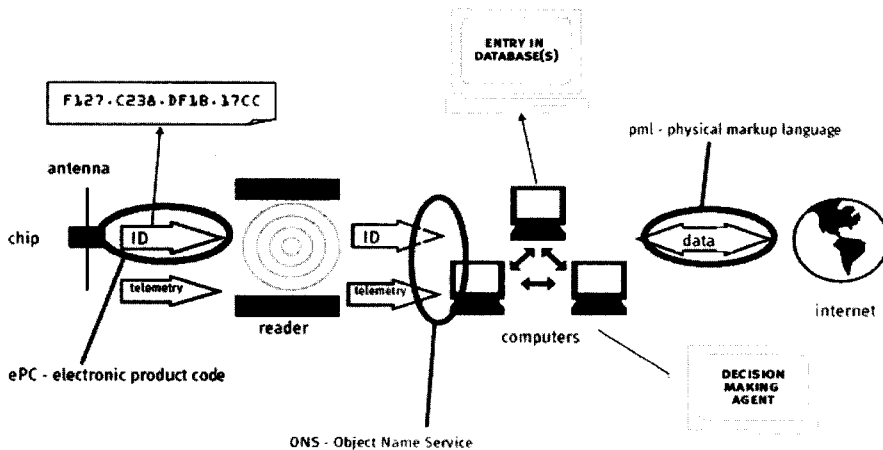 ENTRY IN
DATABASE(S)
F127.C238.DF1B.17CC
pml - physical markup language
antenna
chip
ID
ID
data
telemetry
telemetry
reader
computers
internet
ePC - electronic product code
DECISION
MAKING
AGENT
ONS - Object Name Service